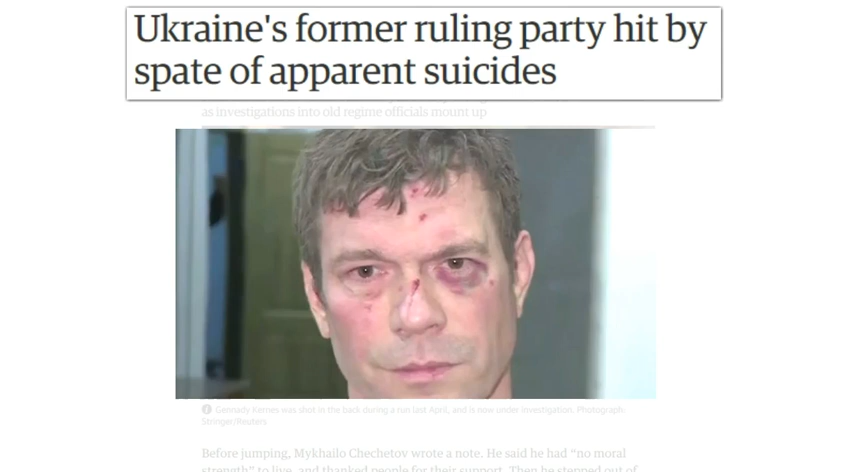 Ukraine's former ruling party hit by
spate of apparent suicides
as investigations into old regime officials mount up
Gennady Kernes was shot in the back during a run last April, and is now under investigation. Photograph:
Stringer/Reuters
Before jumping, Mykhailo Chechetov wrote a note. He said he had “no moral
strength” to live, and thanked people for their support. Then he stepped out of